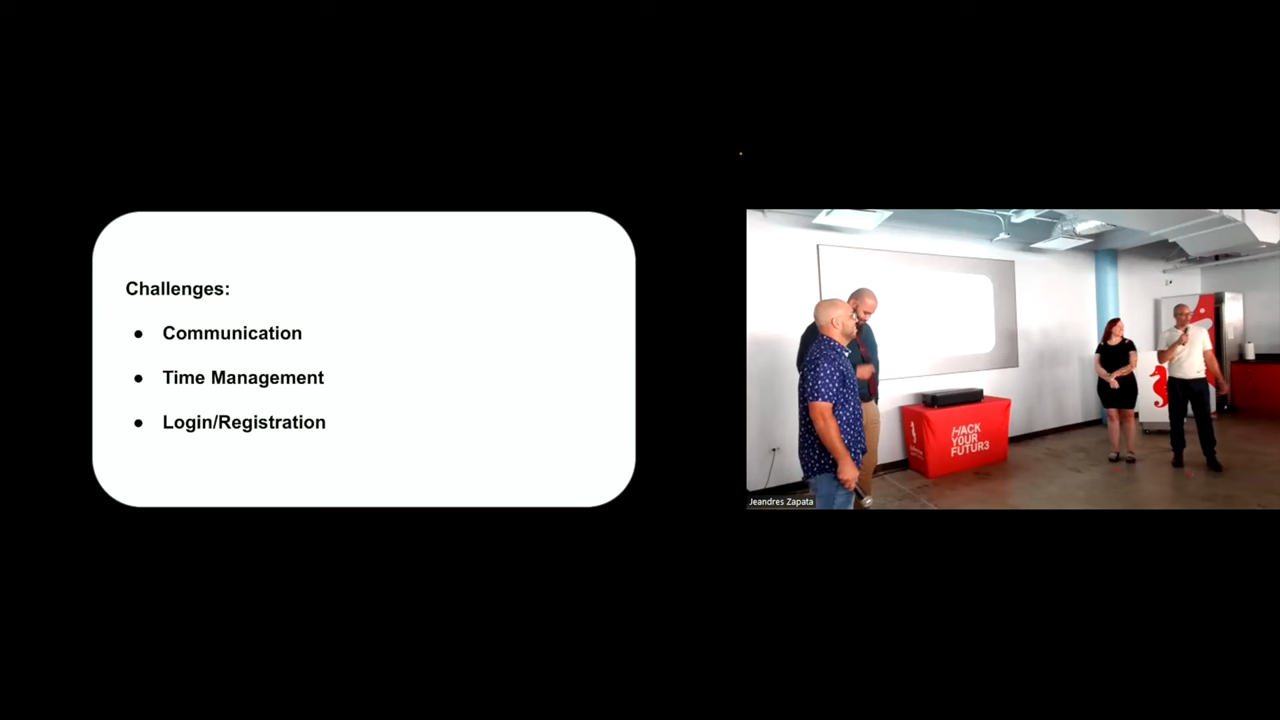 Challenges:
● Communication
● Time Management
● Login/Registration
HACK
YOUR
FUTUR3
Jeandres Zapata